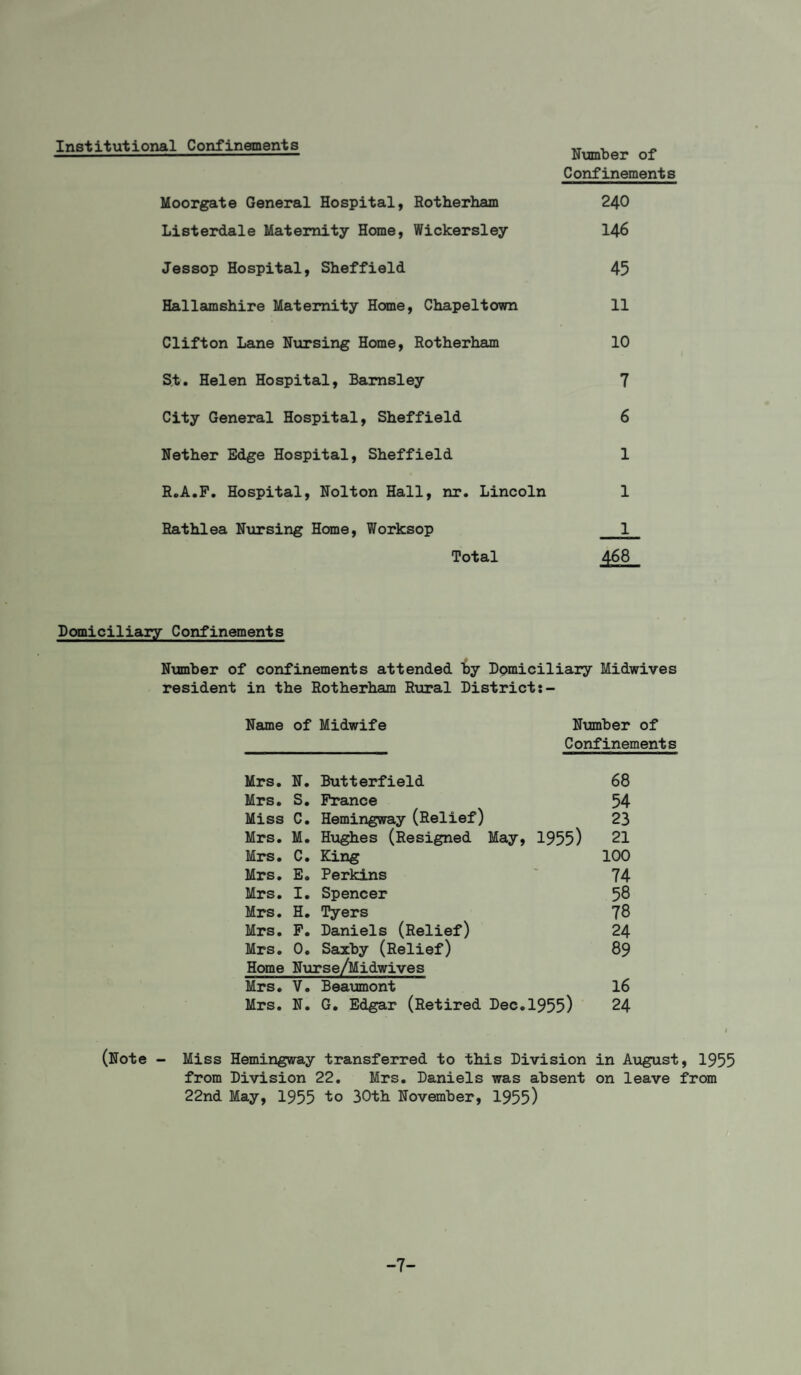 Institutional Confinements
Number of
Confinements
Moorgate General Hospital, Rotherham 240
Listerdale Maternity Home, Wickersley 146
Jessop Hospital, Sheffield 45
Hallamshire Maternity Home, Chapeltown 11
Clifton Lane Nursing Home, Rotherham 10
St. Helen Hospital, Barnsley 7
City General Hospital, Sheffield 6
Nether Edge Hospital, Sheffield 1
R.A.F. Hospital, Nolton Hall, nr. Lincoln 1
Rathlea Nursing Home, Worksop 1
Total 468
Domiciliary Confinements
Number of confinements attended by Domiciliary Midwives
resident in the Rotherham Rural District:-
Name of Midwife Number of
Confinements
Mrs. N. Butterfield 68
Mrs. S. France 54
Miss C. Hemingway (Relief) 23
Mrs. M. Hughes (Resigned May, 1955) 21
Mrs. C. King 100
Mrs. E. Perkins 74
Mrs. I. Spencer 58
Mrs. H. Tyers 78
Mrs. F. Daniels (Relief) 24
Mrs. O. Saxby (Relief) 89
Home Nurse/Midwives
Mrs. V. Beaumont 16
Mrs. N. G. Edgar (Retired Dec.1955) 24
(Note - Miss Hemingway transferred to this Division in August, 1955
from Division 22. Mrs. Daniels was absent on leave from
22nd May, 1955 to 30th November, 1955)
-7-